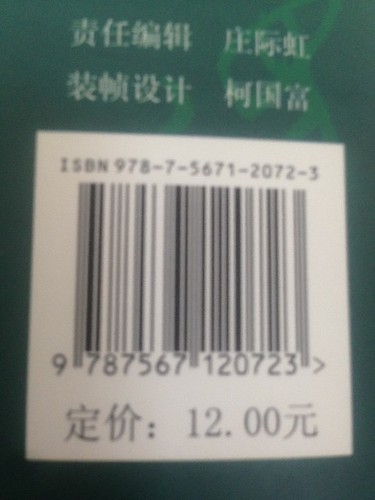 责任编辑 庄际虹
装帧设计 柯国富
ISBN 978-7-5671-2072-3
9 787567 120723 >
定价：12.00元